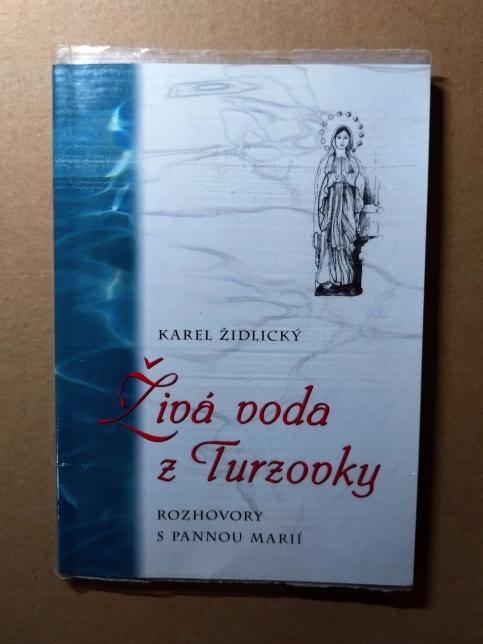 KAREL ŽIDLICKÝ
Živá voda
z Turzovky
ROZHOVORY
S PANNOU MARIÍ